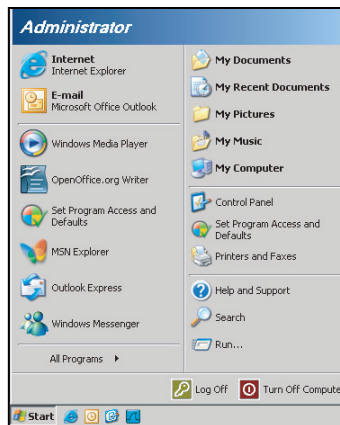 Administrator
Internet
Internet Explorer
E-mail
Microsoft Office Outlook
Windows Media Player
OpenOffice.org Writer
Set Program Access and
Defaults
MSN Explorer
Outlook Express
Windows Messenger
All Programs
My Documents
My Recent Documents
My Pictures
My Music
My Computer
Control Panel
Set Program Access and
Defaults
Printers and Faxes
Help and Support
Search
Run...
Log Off
Turn Off Compute
Start